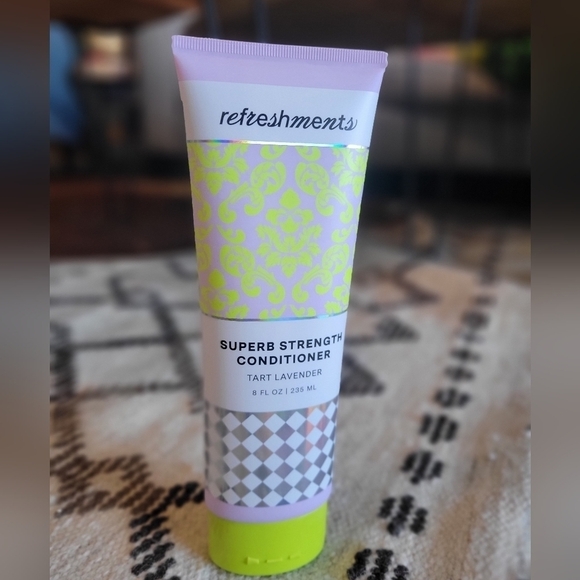 refreshments
SUPERB STRENGTH
CONDITIONER
TART LAVENDER
8 FL OZ | 235 ML